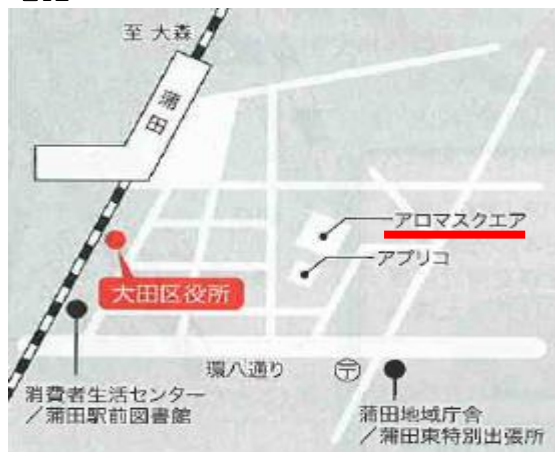 至 大森
蒲田
アロマスクエア
アプリコ
大田区役所
環八通り
〒
消費者生活センター
/蒲田駅前図書館
蒲田地域庁舎
/蒲田東特別出張所